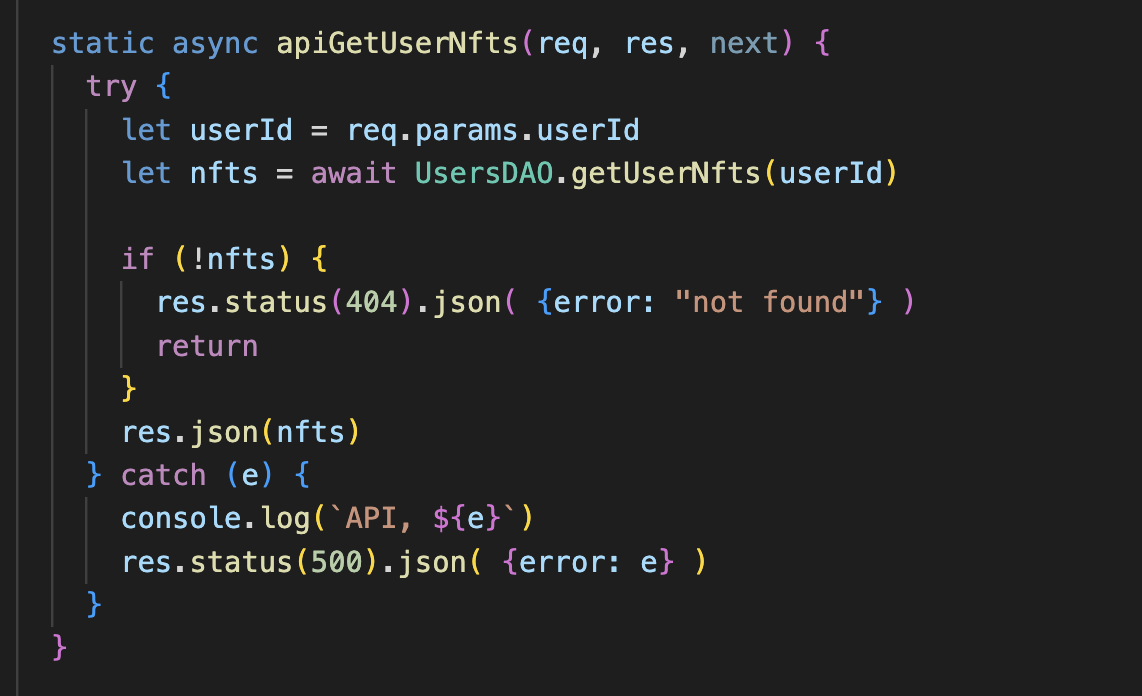 static async apiGetUserNfts(req, res, next) {
  try {
    let userId = req.params.userId
    let nfts = await UsersDAO.getUserNfts(userId)

    if (!nfts) {
      res.status(404).json( {error: "not found"} )
      return
    }
    res.json(nfts)
  } catch (e) {
    console.log(`API, ${e}`)
    res.status(500).json( {error: e} )
  }
}